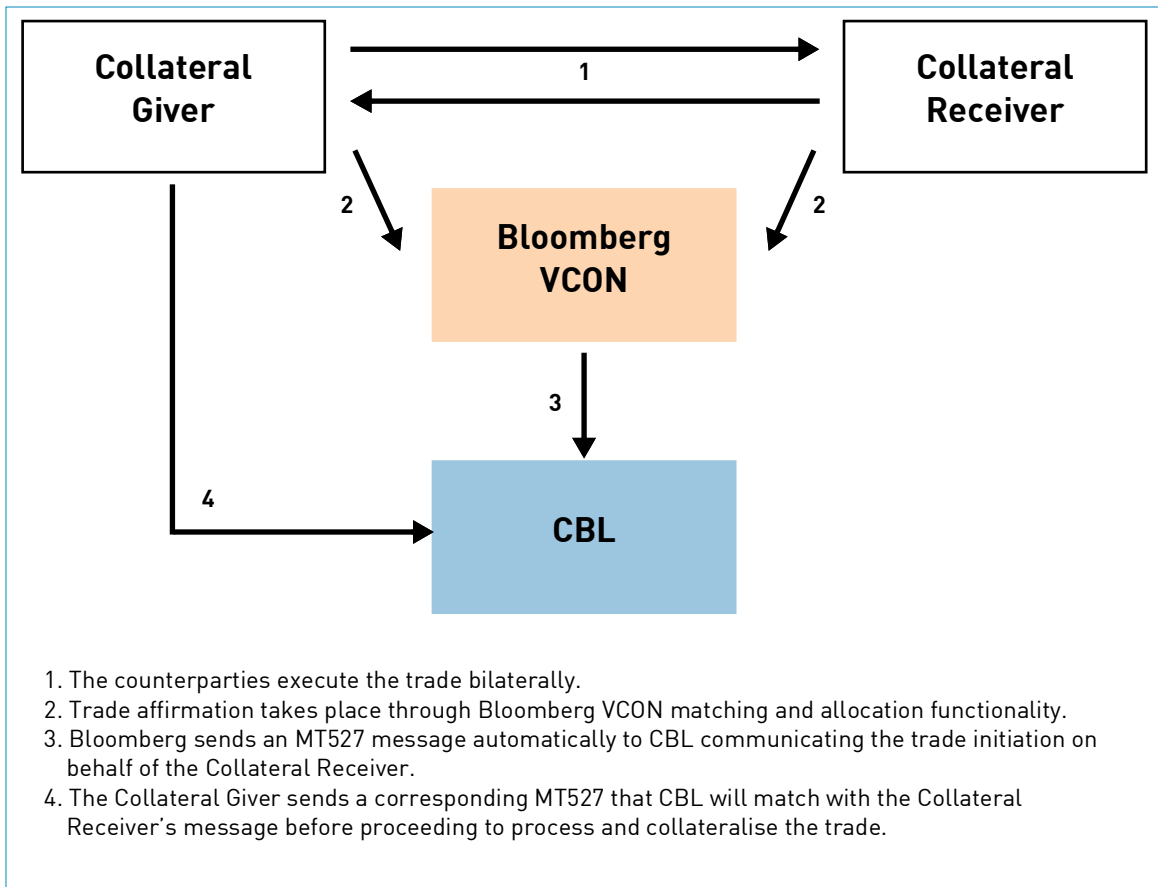 Collateral
Giver
1
Collateral
Receiver
2
2
Bloomberg
VCON
3
4
CBL
1. The counterparties execute the trade bilaterally.
2. Trade affirmation takes place through Bloomberg VCON matching and allocation functionality.
3. Bloomberg sends an MT527 message automatically to CBL communicating the trade initiation on
behalf of the Collateral Receiver.
4. The Collateral Giver sends a corresponding MT527 that CBL will match with the Collateral
Receiver's message before proceeding to process and collateralise the trade.